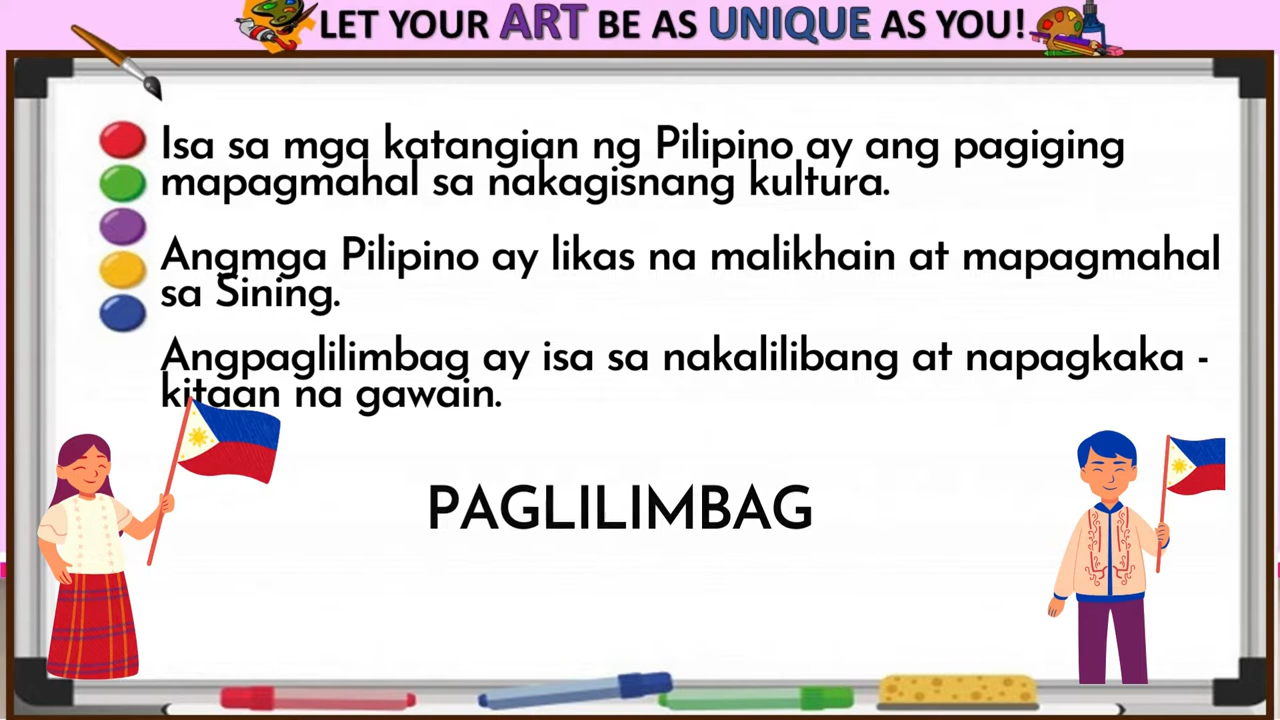 LET YOUR ART BE AS UNIQUE AS YOU!
Isa sa mga katangian ng Pilipino ay ang pagiging
mapagmahal sa nakagisnang kultura.
Angmga Pilipino ay likas na malikhain at mapagmahal
sa Sining.
Angpaglilimbag ay isa sa nakalilibang at napagkaka -
kitaan na gawain.
PAGLILIMBAG